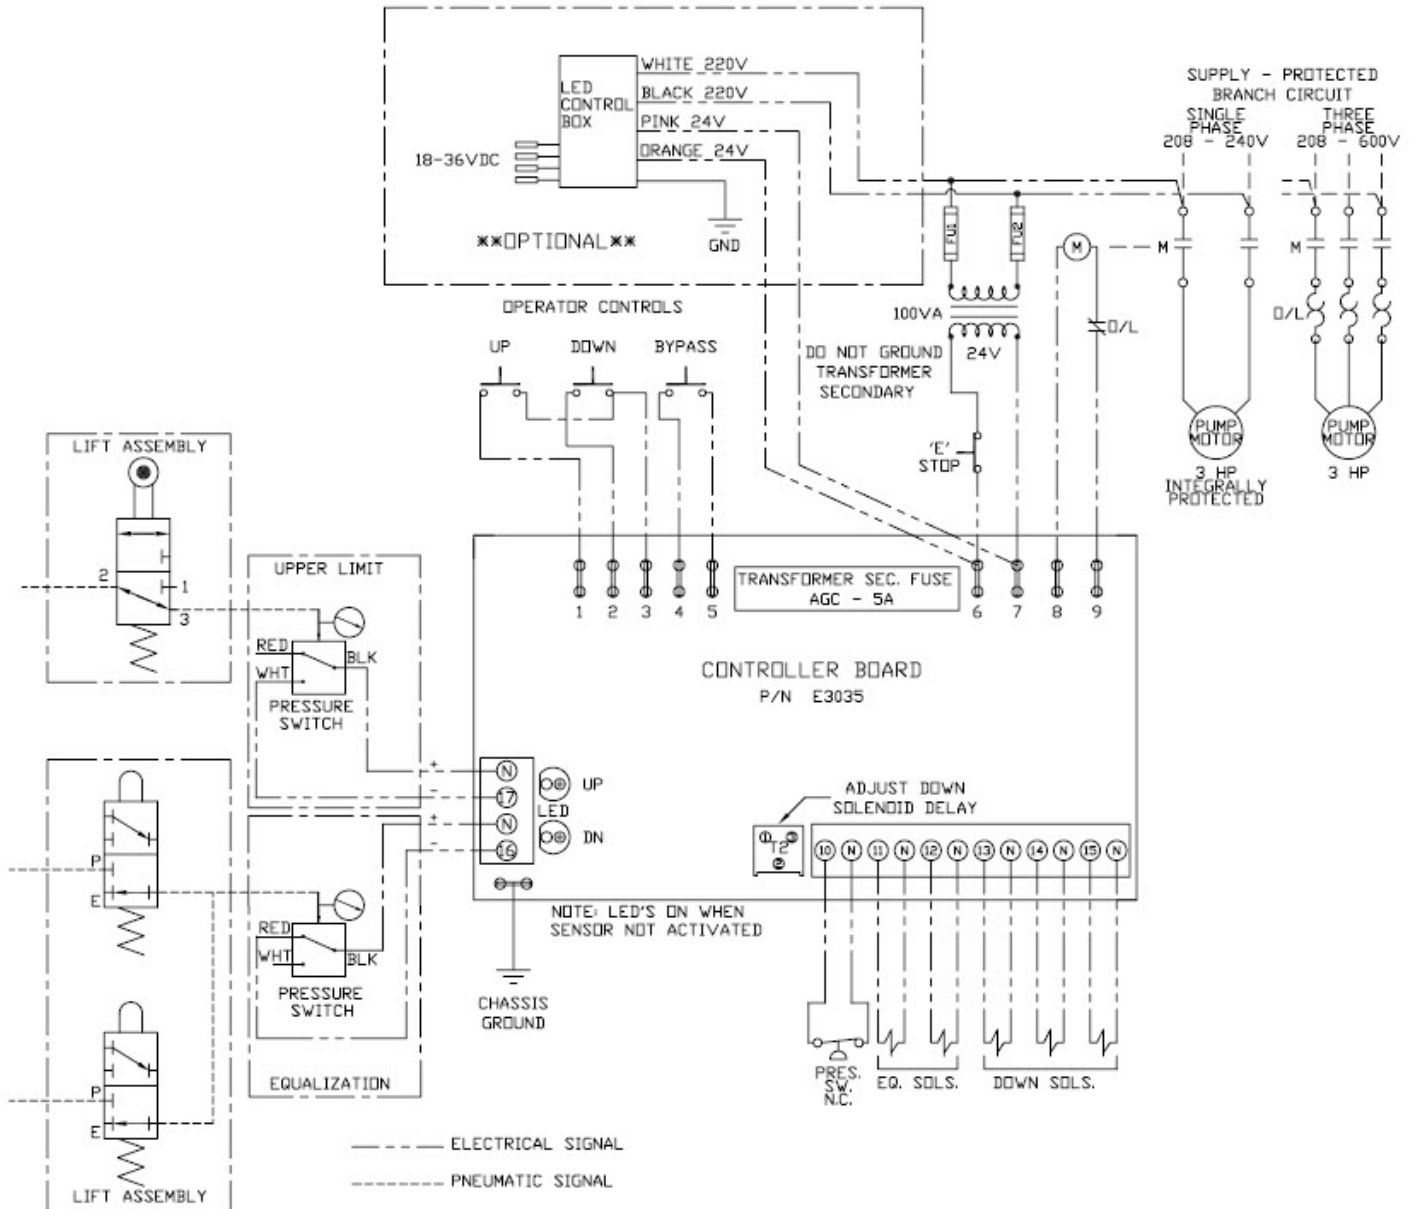 WHITE 220V
BLACK 220V
PINK 24V
ORANGE 24V
LED
CONTROL
BOX
18-36VDC
**OPTIONAL**
GND
SUPPLY - PROTECTED
BRANCH CIRCUIT
SINGLE
PHASE
208 - 240V
THREE
PHASE
208 - 600V
FU1
FU2
M
M
M
O/L
O/L
100VA
24V
DO NOT GROUND
TRANSFORMER
SECONDARY
'E'
STOP
PUMP
MOTOR
3 HP
INTEGRALLY
PROTECTED
PUMP
MOTOR
3 HP
OPERATOR CONTROLS
UP
DOWN
BYPASS
LIFT ASSEMBLY
2
1
3
UPPER LIMIT
RED
WHT
BLK
PRESSURE
SWITCH
TRANSFORMER SEC. FUSE
AGC - 5A
1
2
3
4
5
6
7
8
9
CONTROLLER BOARD
P/N E3035
+
-
+
-
N
17
N
16
UP
LED
DN
ADJUST DOWN
SOLENOID DELAY
1
3
T2
2
10
N
11
N
12
N
13
N
14
N
15
N
NOTE: LED'S ON WHEN
SENSOR NOT ACTIVATED
CHASSIS
GROUND
P
E
RED
WHT
BLK
PRESSURE
SWITCH
EQUALIZATION
P
E
LIFT ASSEMBLY
PRES.
SW.
N.C.
EQ. SOLS.
DOWN SOLS.
ELECTRICAL SIGNAL
PNEUMATIC SIGNAL